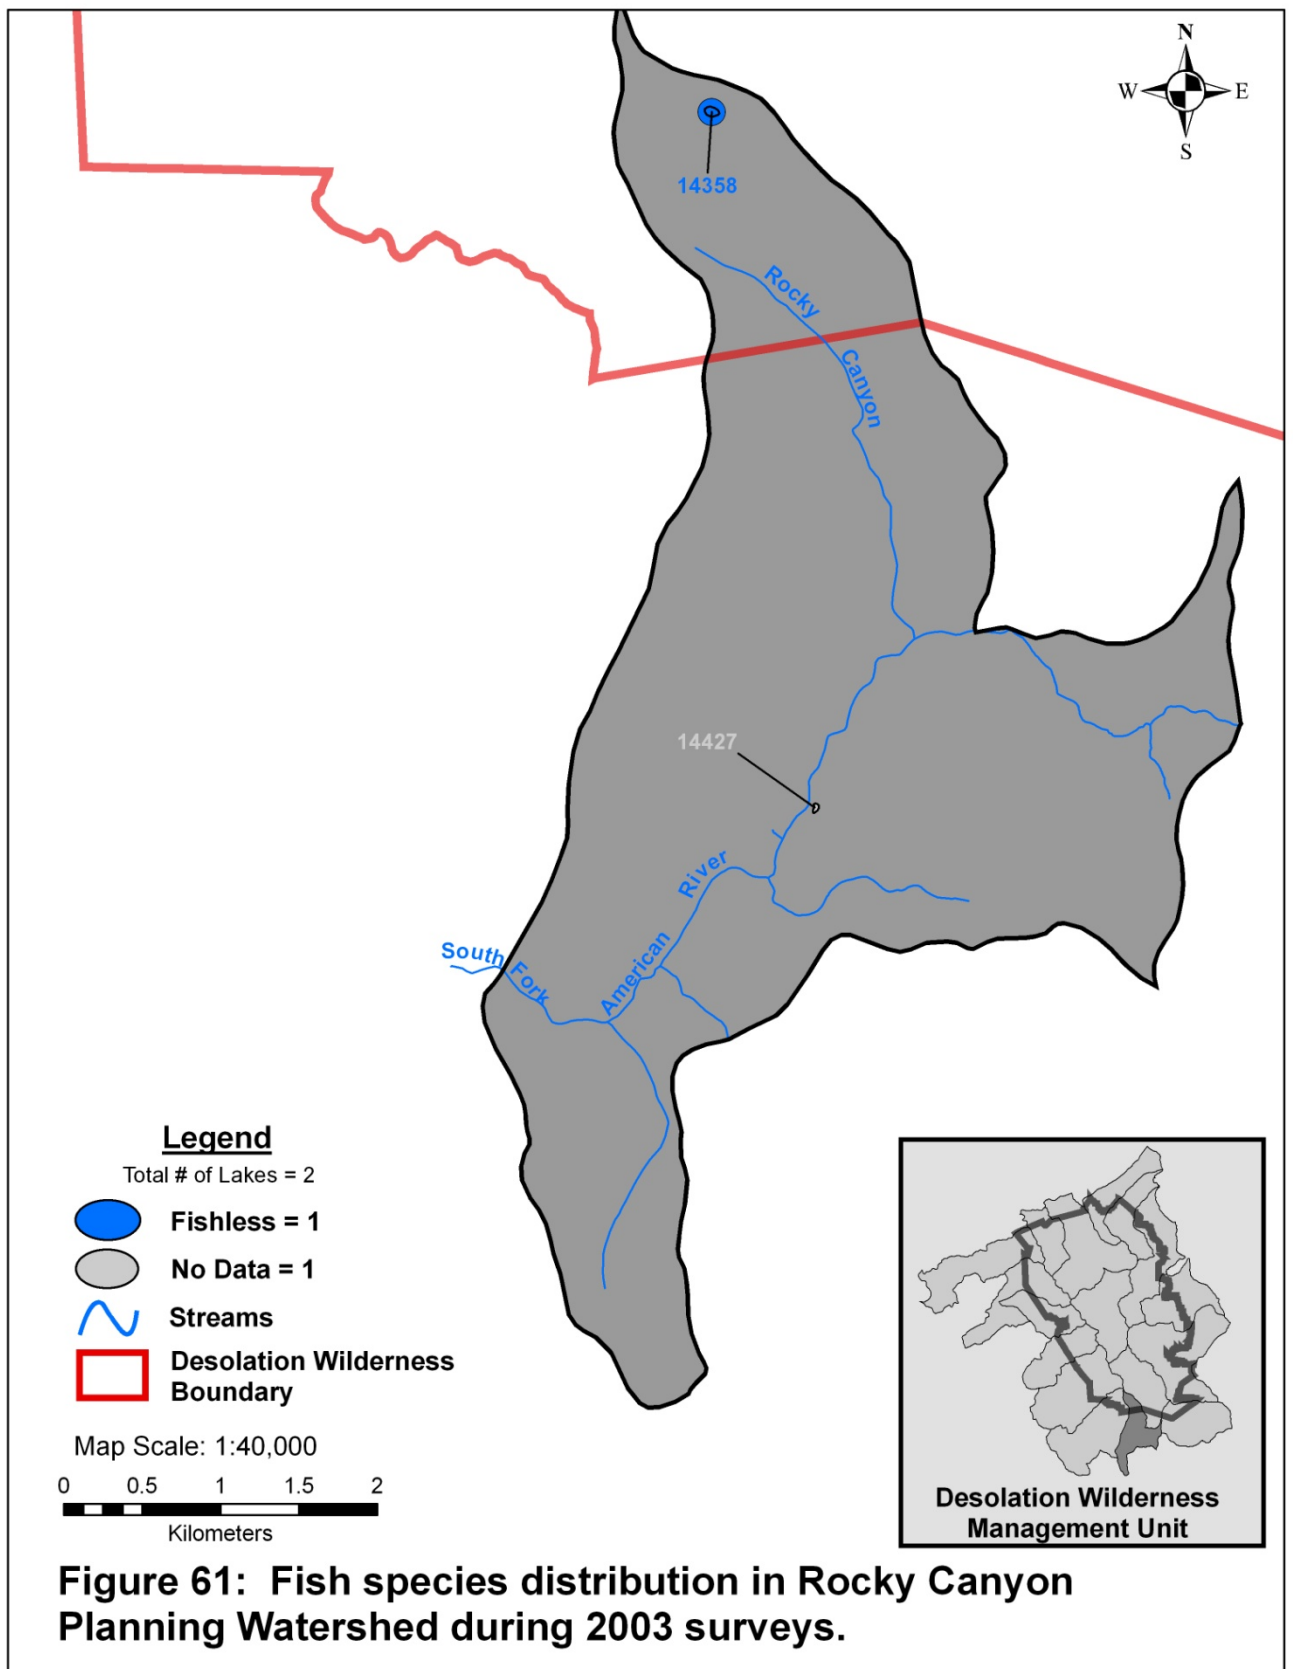 N
W E
S
14358
Rocky
Canyon
14427
River
American
South
Fork
Legend
Total # of Lakes = 2
Fishless = 1
No Data = 1
Streams
Desolation Wilderness
Boundary
Map Scale: 1:40,000
0 0.5 1 1.5 2
Kilometers
Desolation Wilderness
Management Unit
Figure 61: Fish species distribution in Rocky Canyon
Planning Watershed during 2003 surveys.